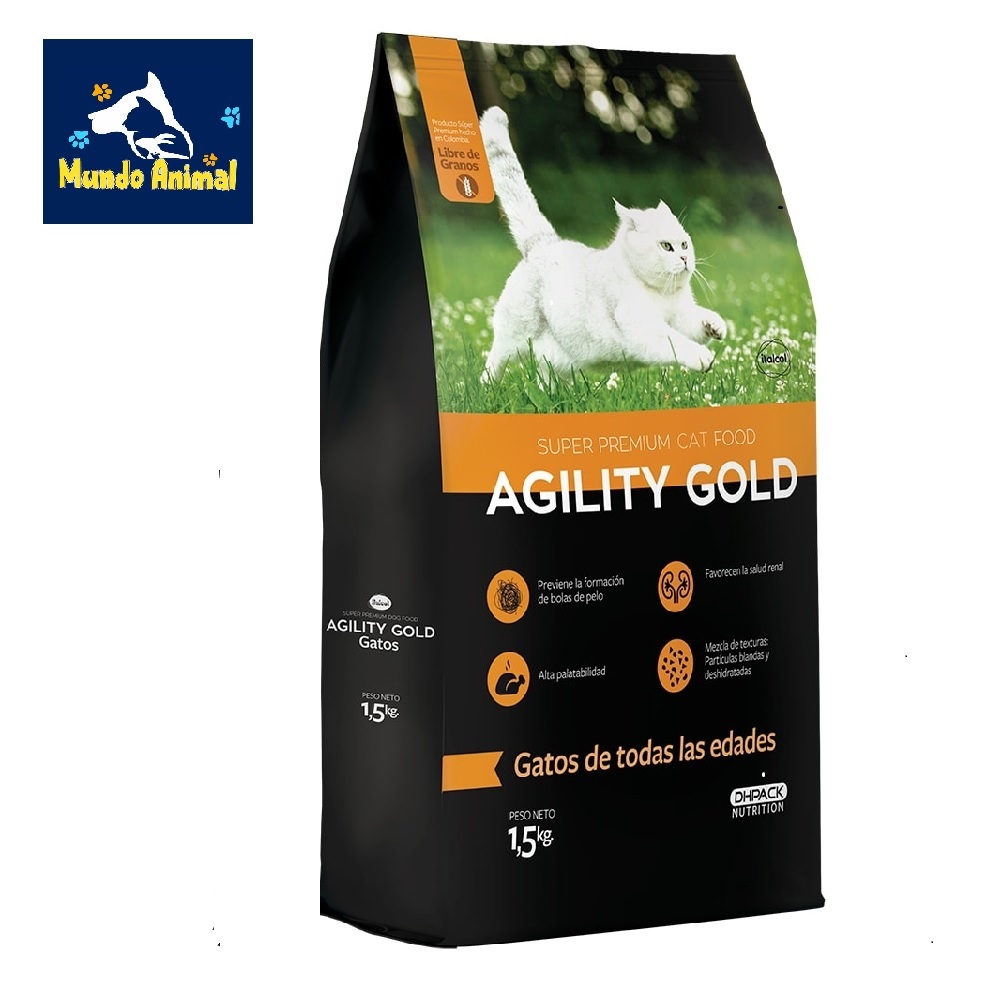 Mundo Animal
Producto Súper
Premium hecho
en Colombia.
Libre de
Granos
italcol
SUPER PREMIUM CAT FOOD
AGILITY GOLD
Previene la formación
de bolas de pelo
Favorecen la salud renal
Alta palatabilidad
Mezcla de texturas:
Partículas blandas y
deshidratadas
Gatos de todas las edades
PESO NETO
1,5kg.
DHPACK
NUTRITION
italcol
SUPER PREMIUM DOG FOOD
AGILITY GOLD
Gatos
PESO NETO
1,5kg.